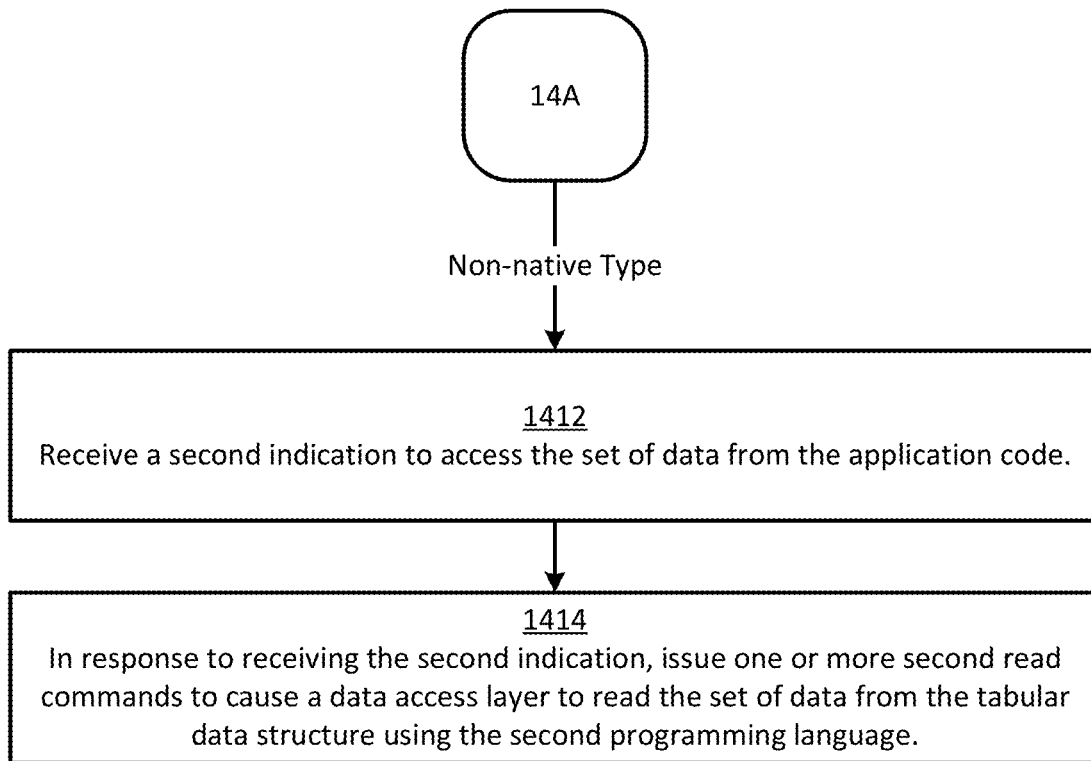 14A
Non-native Type
1412
Receive a second indication to access the set of data from the application code.
1414
In response to receiving the second indication, issue one or more second read
commands to cause a data access layer to read the set of data from the tabular
data structure using the second programming language.